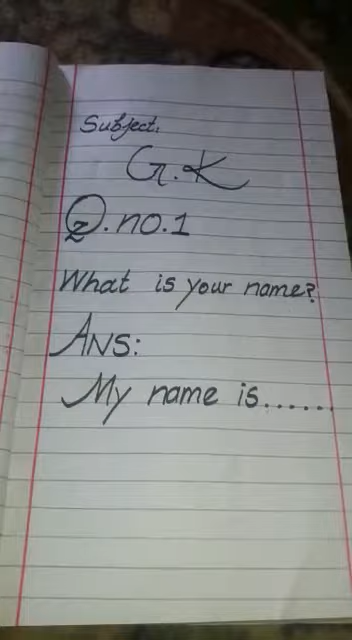 Subject.
G.K
Q.no.1
What is your name?
Ans:
My name is......